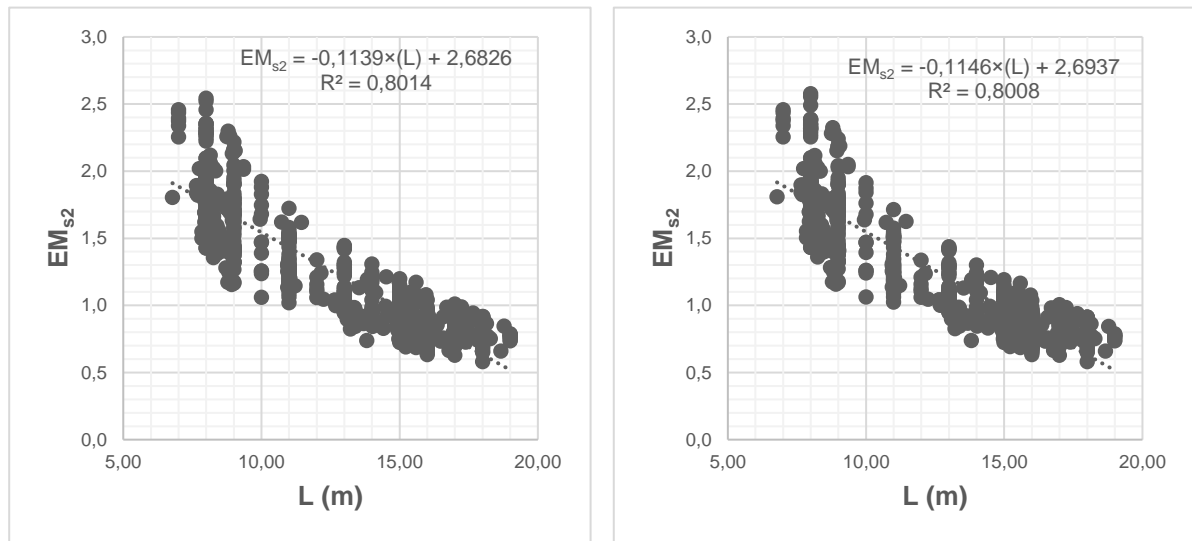 EMs2 = -0,1139×(L) + 2,6826
R² = 0,8014
3,0
2,5
2,0
1,5
1,0
0,5
0,0
EMs2
5,00 10,00 15,00 20,00
L (m)
EMs2 = -0,1146×(L) + 2,6937
R² = 0,8008
3,0
2,5
2,0
1,5
1,0
0,5
0,0
EMs2
5,00 10,00 15,00 20,00
L (m)